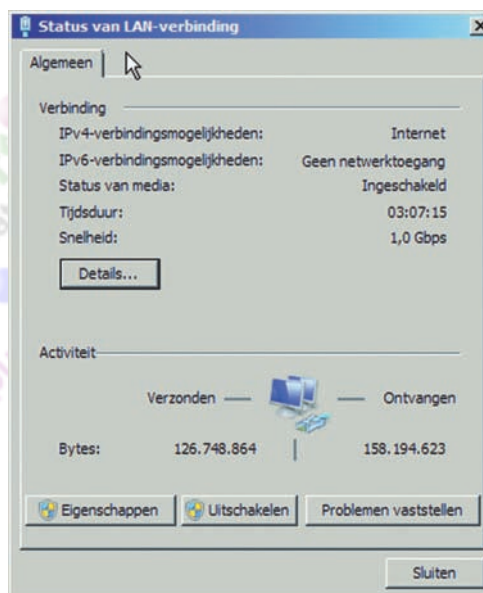 Status van LAN-verbinding
Algemeen
Verbinding
IPv4-verbindingsmogelijkheden: Internet
IPv6-verbindingsmogelijkheden: Geen netwerktoegang
Status van media: Ingeschakeld
Tijdsduur: 03:07:15
Snelheid: 1,0 Gbps
Details...
Activiteit
Verzonden Ontvangen
Bytes: 126.748.864 158.194.623
Eigenschappen Uitschakelen Problemen vaststellen
Sluiten